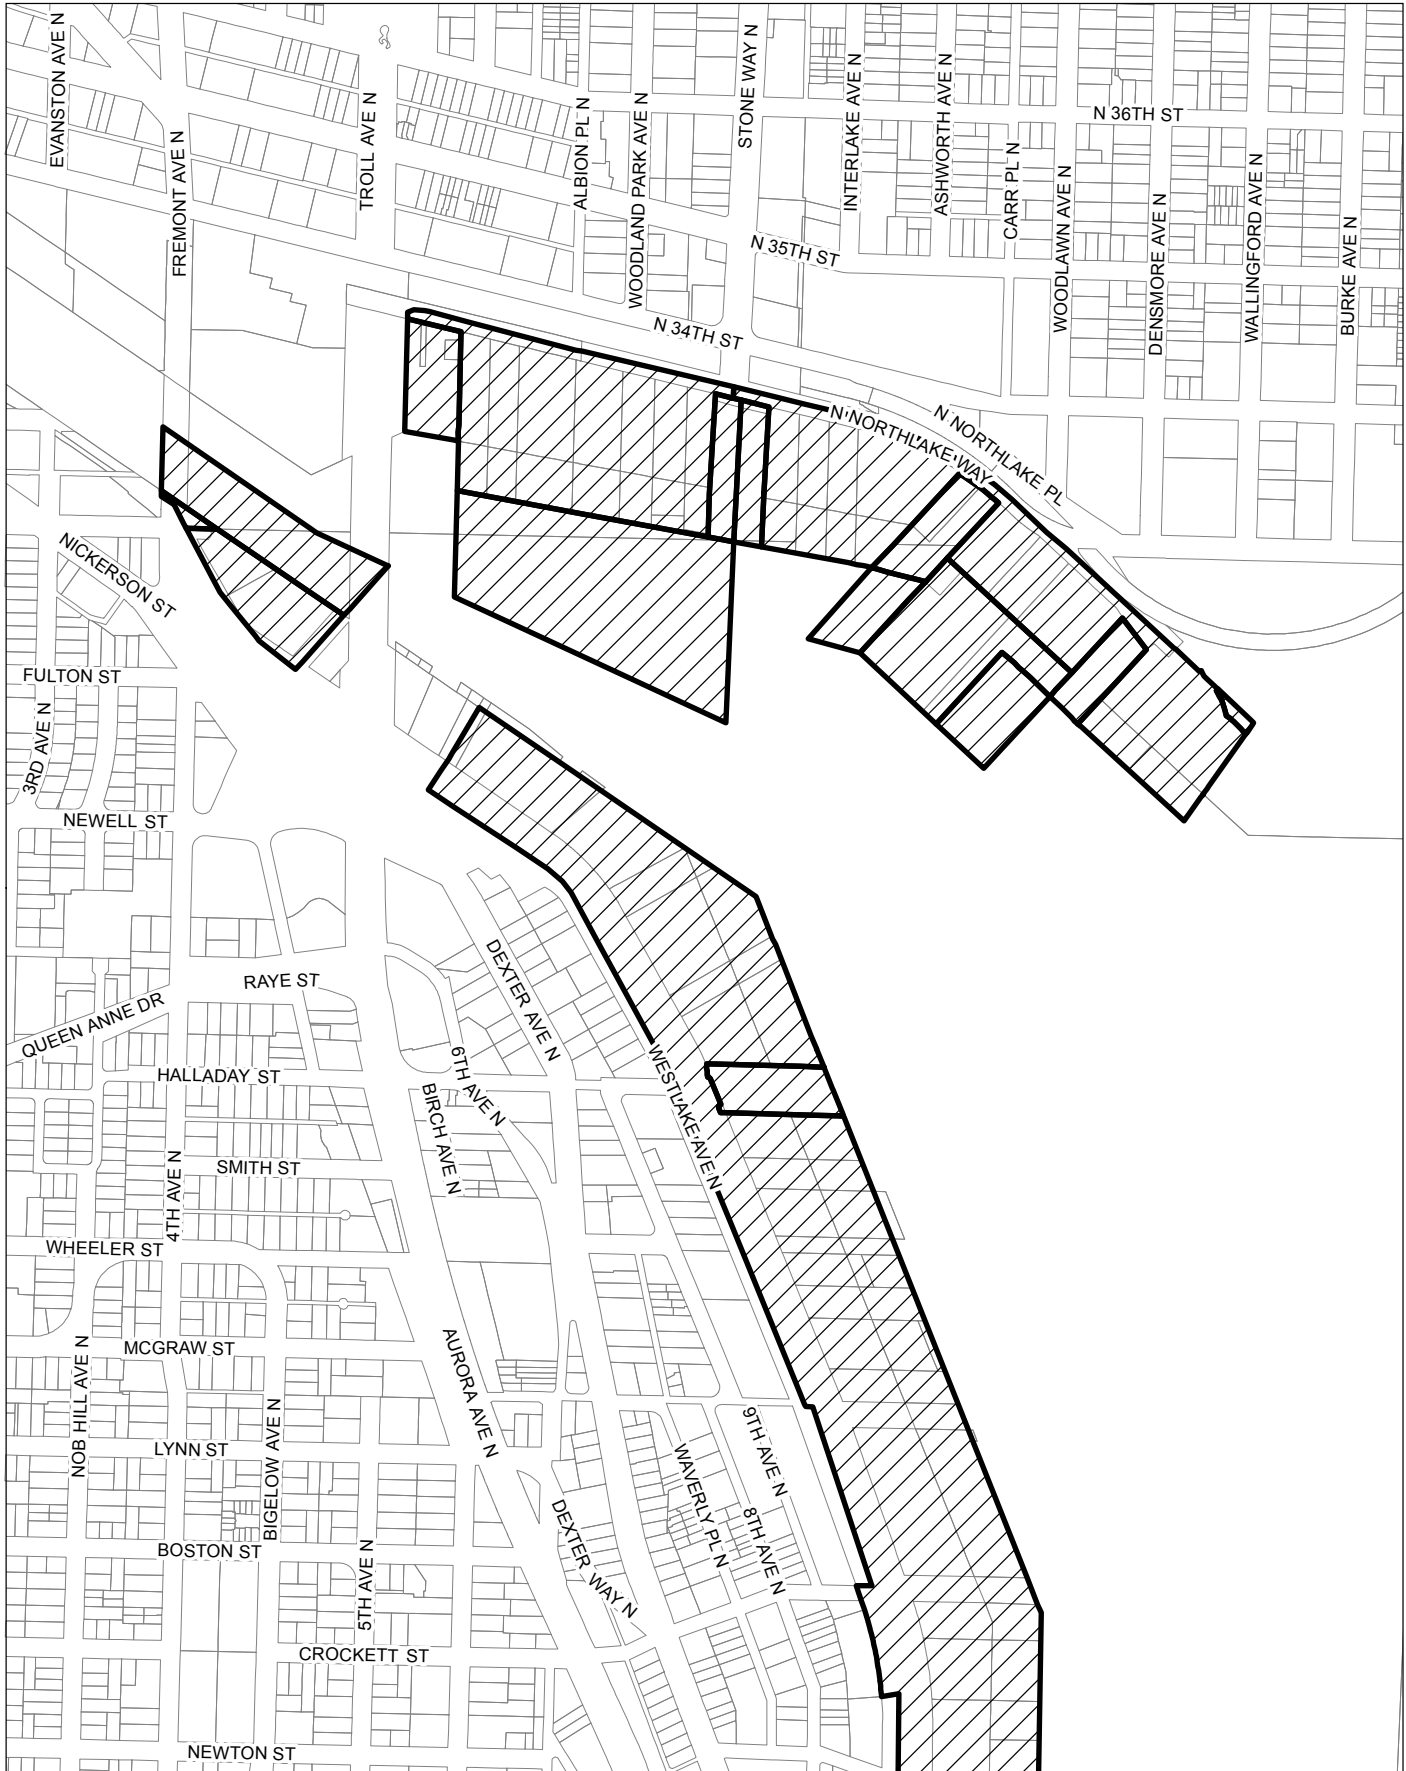 EVANSTON AVE N
FREMONT AVE N
TROLL AVE N
ALBION PL N
WOODLAND PARK AVE N
STONE WAY N
INTERLAKE AVE N
ASHWORTH AVE N
CARR PL N
WOODLAWN AVE N
N 36TH ST
DENSMORE AVE N
WALLINGFORD AVE N
BURKE AVE N
N 35TH ST
N 34TH ST
N NORTHLAKE WAY
N NORTHLAKE PL
NICKERSON ST
FULTON ST
3RD AVE N
NEWELL ST
RAYE ST
QUEEN ANNE DR
DEXTER AVE N
HALLADAY ST
6TH AVE N
BIRCH AVE N
WESTLAKE AVE N
SMITH ST
4TH AVE N
WHEELER ST
MCGRAW ST
NOB HILL AVE N
AURORA AVE N
BIGELOW AVE N
LYNN ST
9TH AVE N
WAVERLY PL N
8TH AVE N
BOSTON ST
5TH AVE N
DEXTER WAY N
CROCKETT ST
NEWTON ST